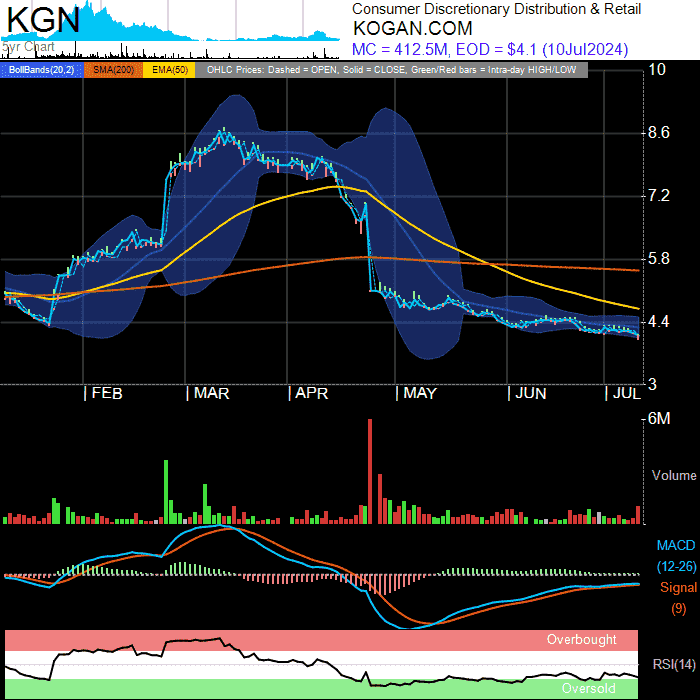 KGN
5yr Chart
Consumer Discretionary Distribution & Retail
KOGAN.COM
MC = 412.5M, EOD = $4.1 (10Jul2024)
BollBands(20,2) SMA(200) EMA(50) OHLC Prices: Dashed = OPEN, Solid = CLOSE, Green/Red bars = Intra-day HIGH/LOW
10
8.6
7.2
5.8
4.4
3
| FEB | MAR | APR | MAY | JUN | JUL
6M
Volume
MACD
(12-26)
Signal
(9)
Overbought
RSI(14)
Oversold